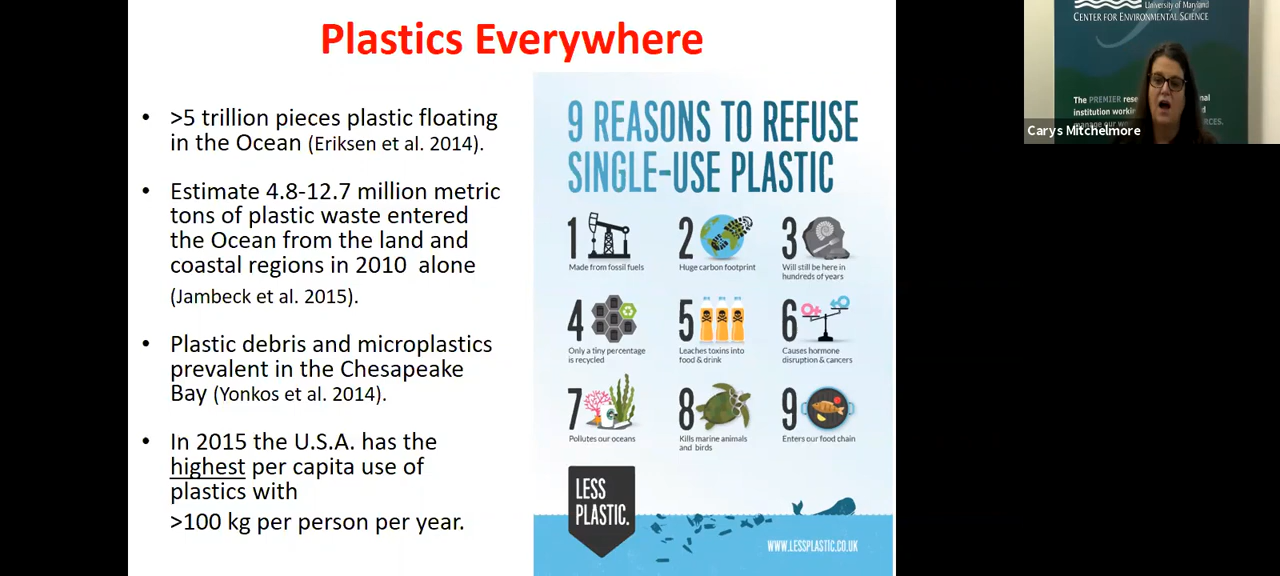 Plastics Everywhere
• >5 trillion pieces plastic floating
in the Ocean (Eriksen et al. 2014).
• Estimate 4.8-12.7 million metric
tons of plastic waste entered
the Ocean from the land and
coastal regions in 2010 alone
(Jambeck et al. 2015).
• Plastic debris and microplastics
prevalent in the Chesapeake
Bay (Yonkos et al. 2014).
• In 2015 the U.S.A. has the
highest per capita use of
plastics with
>100 kg per person per year.
9 REASONS TO REFUSE
SINGLE-USE PLASTIC
1
Made from fossil fuels
2
Huge carbon footprint
3
Will still be here in
hundreds of years
4
Only a tiny percentage
is recycled
5
Leaches toxins into
food & drink
6
Causes hormone
disruption & cancers
7
Pollutes our oceans
8
Kills marine animals
and birds
9
Enters our food chain
LESS
PLASTIC.
WWW.LESSPLASTIC.CO.UK
University of Maryland
CENTER FOR ENVIRONMENTAL SCIENCE
The PREMIER
institution
manage our
Carys Mitchelmore